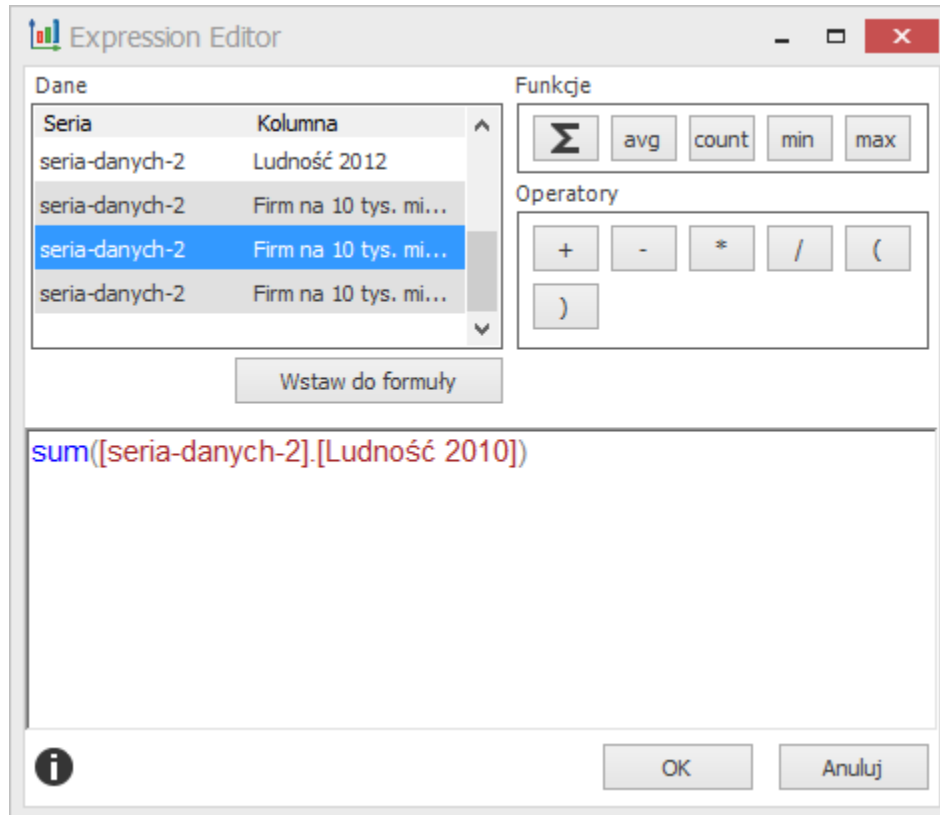 Expression Editor
Dane
Seria Kolumna
seria-danych-2 Ludność 2012
seria-danych-2 Firm na 10 tys. mi...
seria-danych-2 Firm na 10 tys. mi...
seria-danych-2 Firm na 10 tys. mi...
Wstaw do formuły
Funkcje
Σ avg count min max
Operatory
+ - * / (
)
sum([seria-danych-2].[Ludność 2010])
OK Anuluj